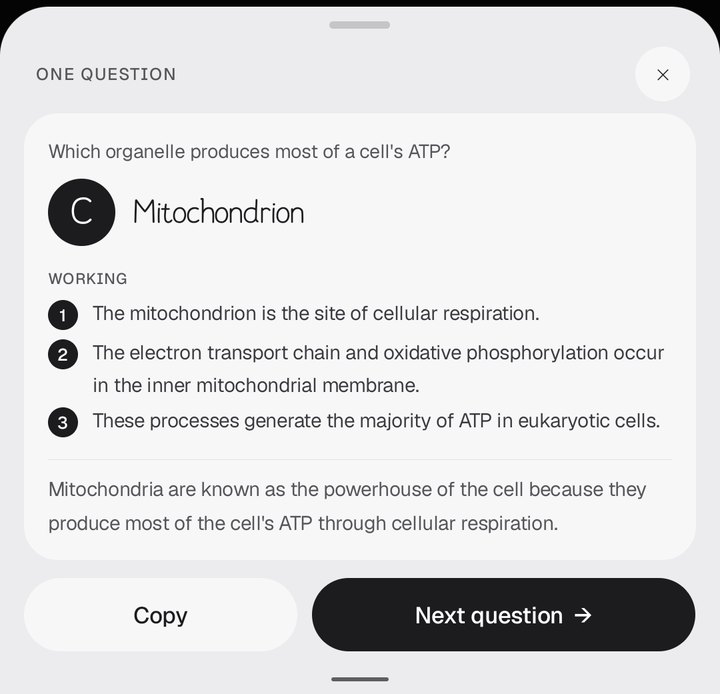 ONE QUESTION
×
Which organelle produces most of a cell's ATP?
C Mitochondrion
WORKING
1 The mitochondrion is the site of cellular respiration.
2 The electron transport chain and oxidative phosphorylation occur
in the inner mitochondrial membrane.
3 These processes generate the majority of ATP in eukaryotic cells.
Mitochondria are known as the powerhouse of the cell because they
produce most of the cell's ATP through cellular respiration.
Copy
Next question →